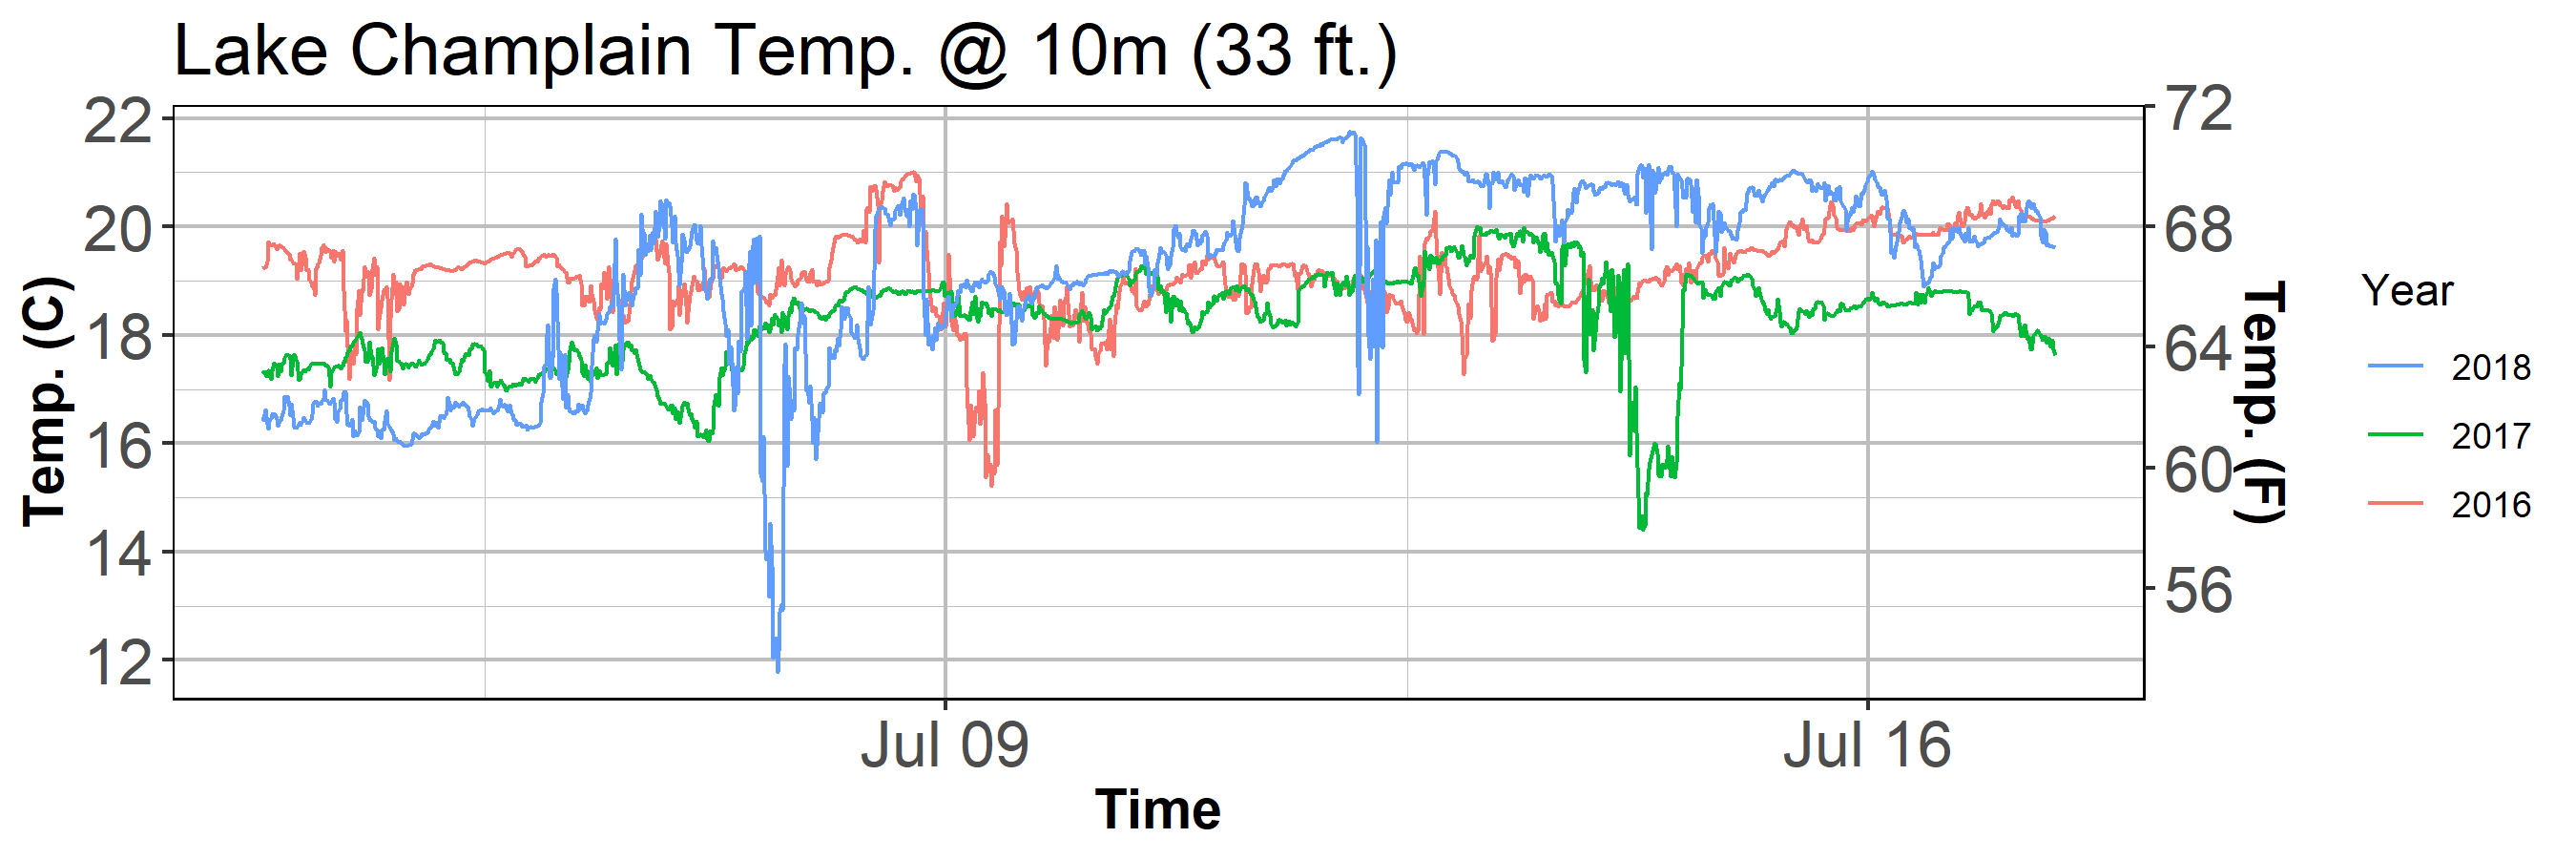 Lake Champlain Temp. @ 10m (33 ft.)
Temp. (C)
22
20
18
16
14
12
72
68
64
60
56
Temp. (F)
Jul 09
Jul 16
Time
Year
2018
2017
2016